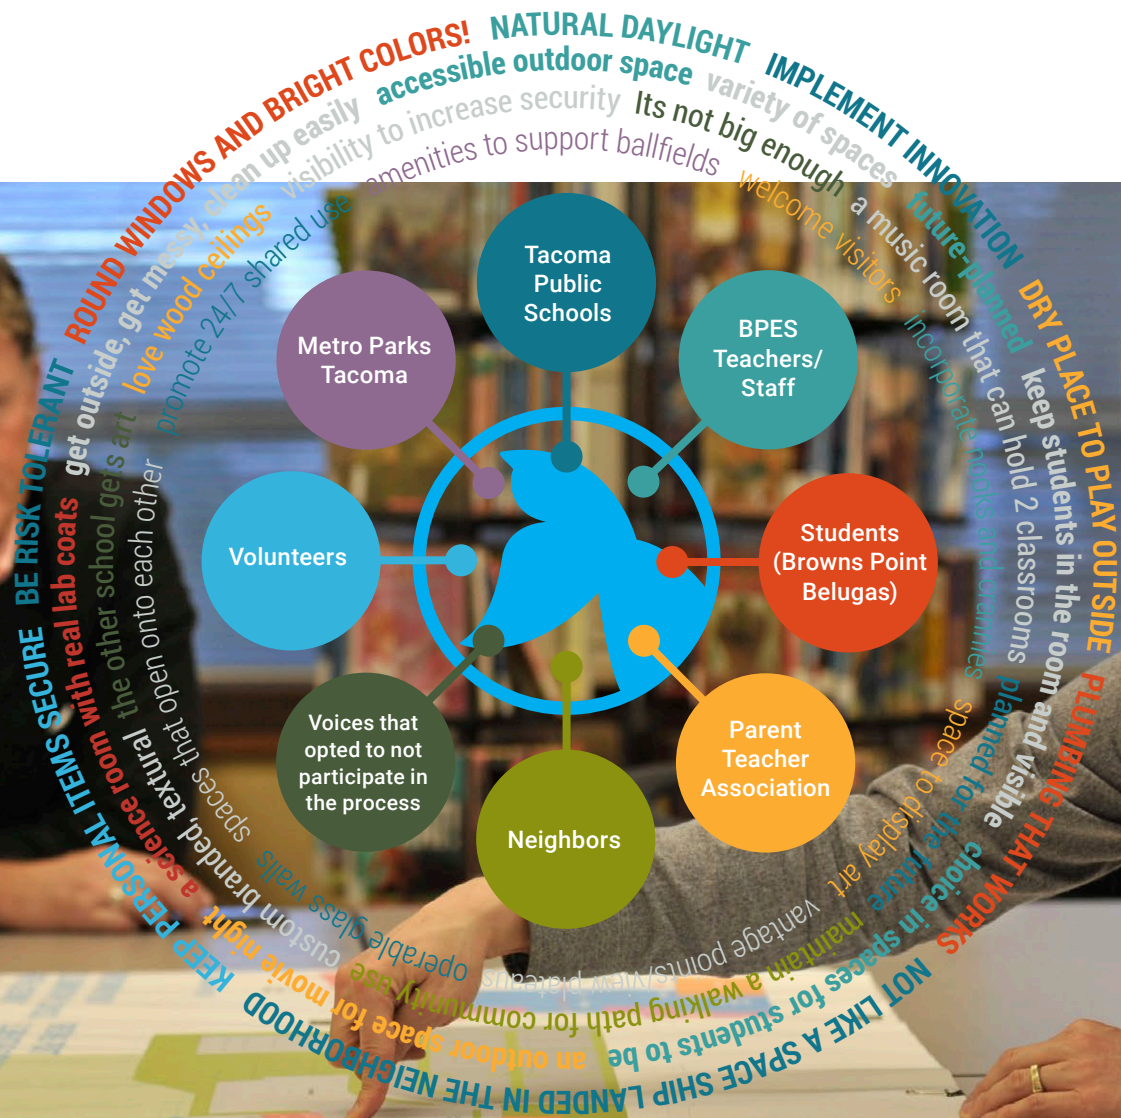 ROUND WINDOWS AND BRIGHT COLORS!
NATURAL DAYLIGHT
IMPLEMENT INNOVATION
DRY PLACE TO PLAY OUTSIDE
PLUMBING THAT WORKS
NOT LIKE A SPACE SHIP LANDED IN THE NEIGHBORHOOD
KEEP PERSONAL ITEMS SECURE
BE RISK TOLERANT
get outside, get messy, clean up easily
accessible outdoor space
variety of spaces
future-planned
keep students in the room and visible
choice in spaces for students to be
an outdoor space for movie night
a science room with real lab coats
love wood ceilings
visibility to increase security
Its not big enough
a music room that can hold 2 classrooms
planned for the future
maintain a walking path for community use
custom branded, textural
the other school gets art
promote 24/7 shared use
amenities to support ballfields
welcome visitors
incorporate nooks and crannies
space to display art
vantage points/view plateaus
operable glass walls
spaces that open onto each other
Tacoma
Public
Schools
BPES
Teachers/
Staff
Students
(Browns Point
Belugas)
Parent
Teacher
Association
Neighbors
Voices that
opted to not
participate in
the process
Volunteers
Metro Parks
Tacoma